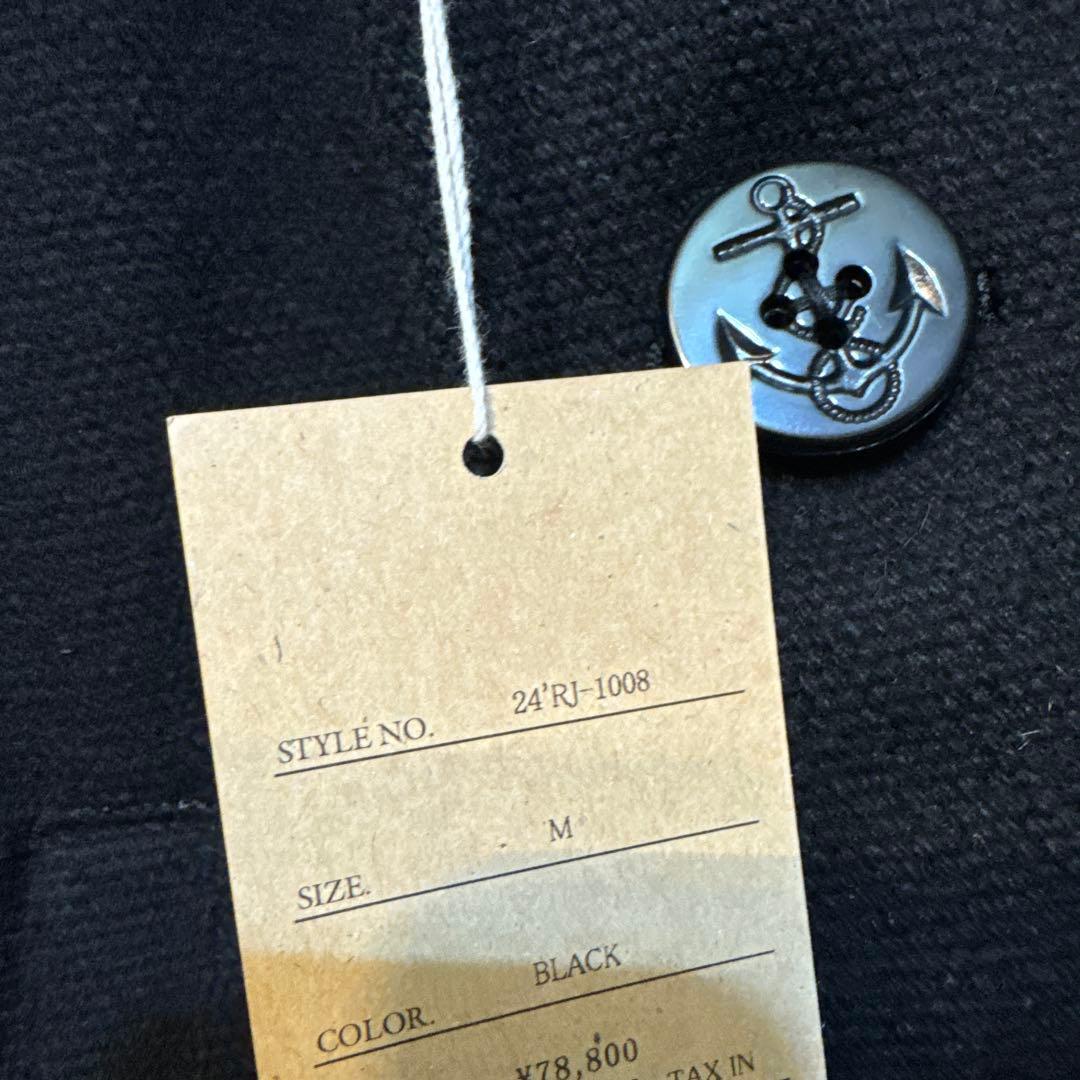 STYLE NO. 24'RJ-1008
SIZE. M
COLOR. BLACK
¥78,800
TAX IN